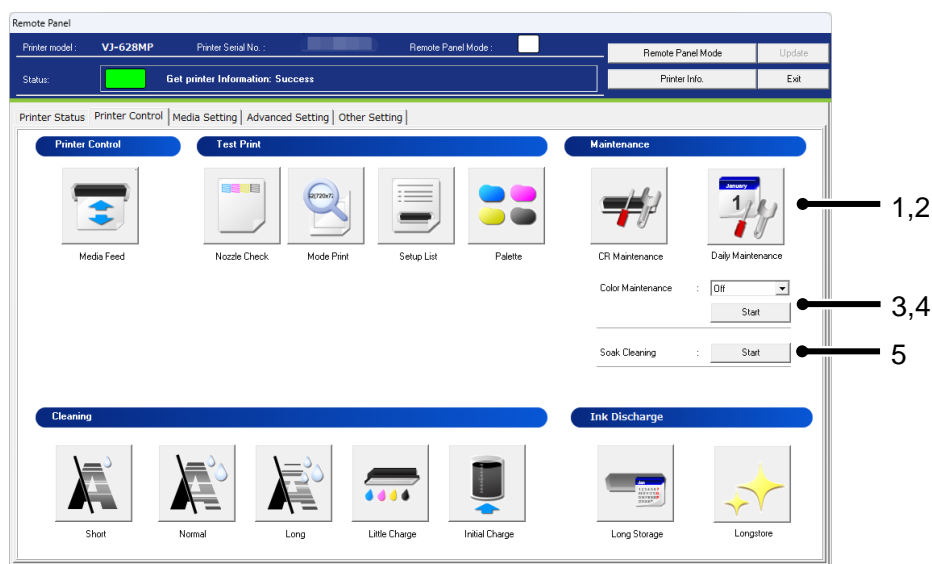 Remote Panel
Printer model : VJ-628MP Printer Serial No. : Remote Panel Mode :
Remote Panel Mode Update
Status: Get printer Information: Success
Printer Info. Exit
Printer Status Printer Control Media Setting Advanced Setting Other Setting
Printer Control Test Print Maintenance
January
1
1,2
Media Feed Nozzle Check Mode Print Setup List Palette CR Maintenance Daily Maintenance
Color Maintenance : Off
Start
3,4
Soak Cleaning : Start
5
Cleaning Ink Discharge
Short Normal Long Little Charge Initial Charge Long Storage Longstore